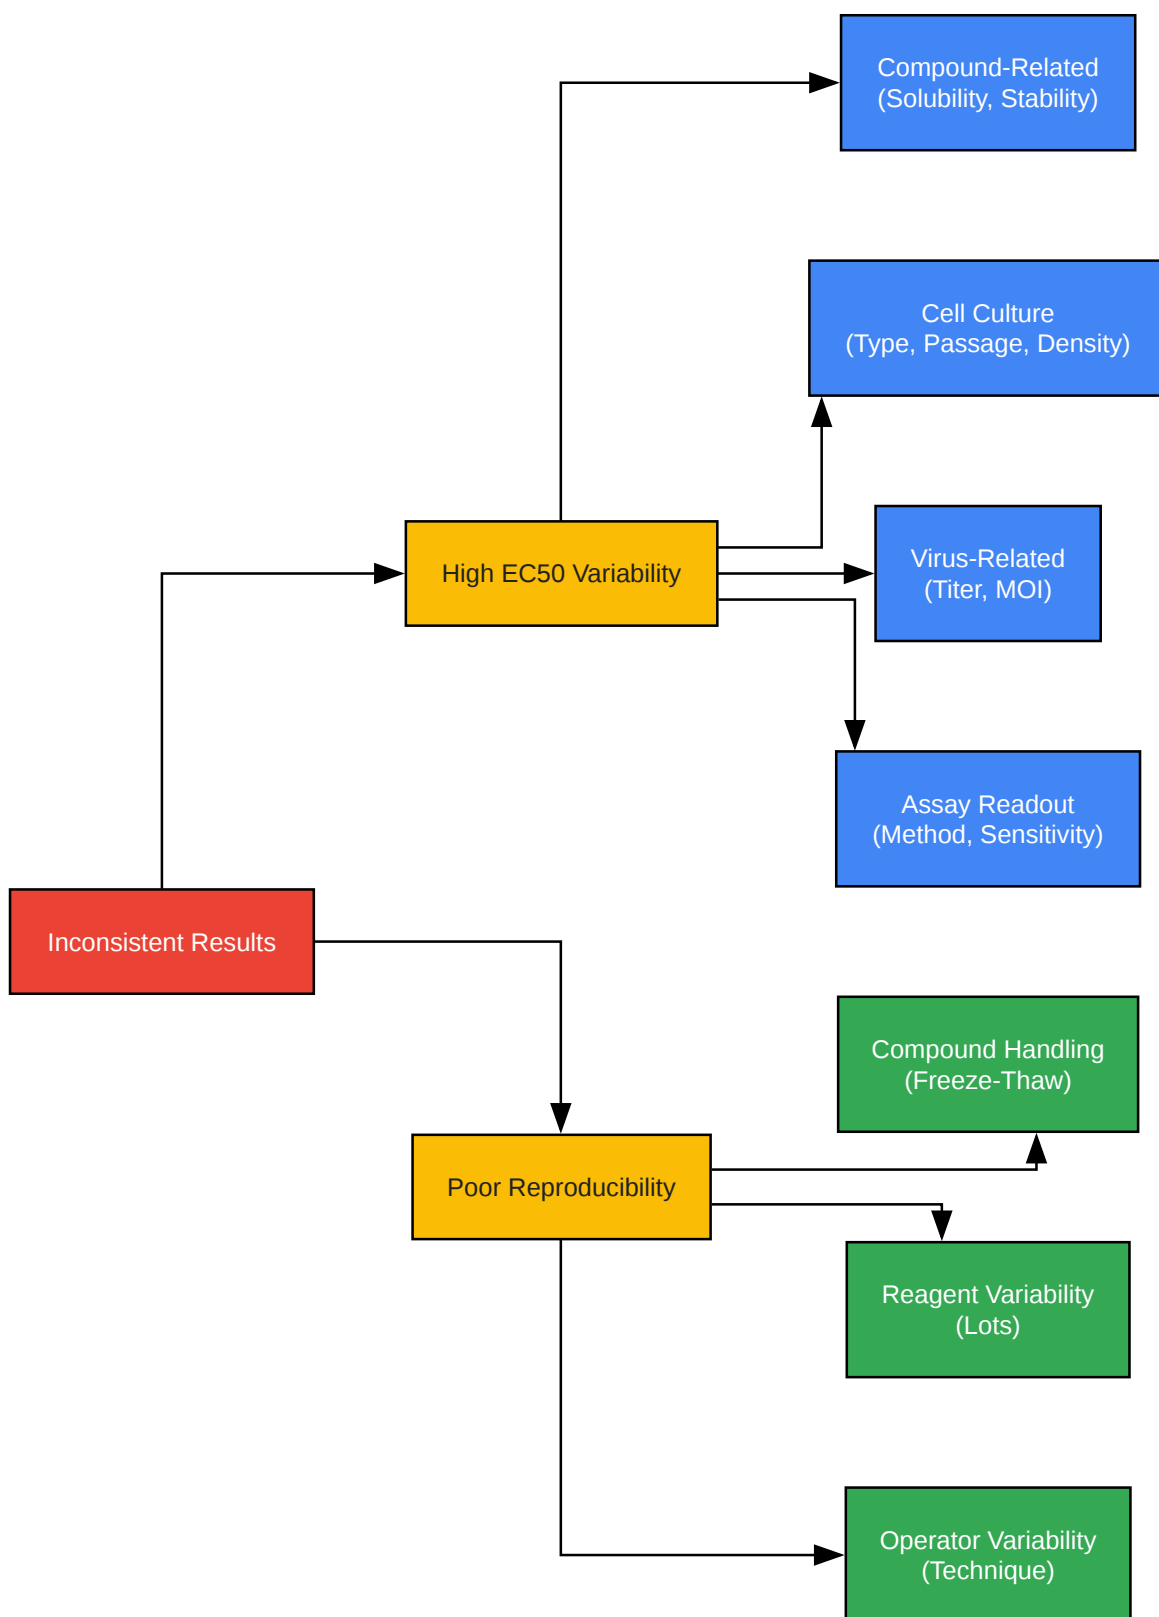 Compound-Related
(Solubility, Stability)
Cell Culture
(Type, Passage, Density)
High EC50 Variability
Virus-Related
(Titer, MOI)
Assay Readout
(Method, Sensitivity)
Inconsistent Results
Compound Handling
(Freeze-Thaw)
Poor Reproducibility
Reagent Variability
(Lots)
Operator Variability
(Technique)